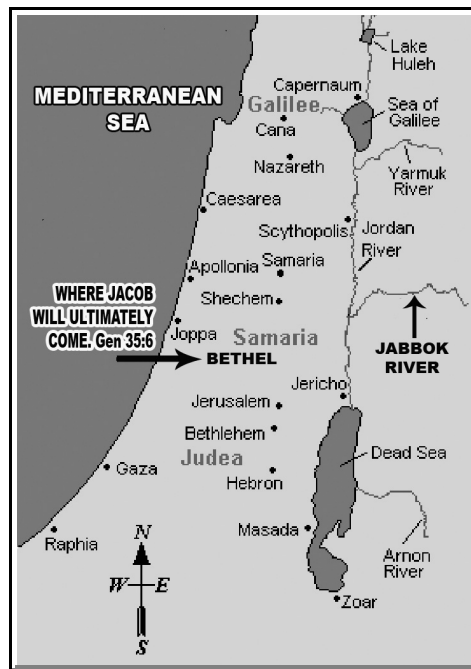 Lake
Huleh
Capernaum
MEDITERRANEAN
SEA
Galilee
Sea of
Galilee
Cana
Nazareth
Yarmuk
River
Caesarea
Scythopolis
Jordan
River
Apollonia
Samaria
WHERE JACOB
WILL ULTIMATELY
COME. Gen 35:6
Shechem
Joppa
Samaria
JABBOK
RIVER
BETHEL
Jericho
Jerusalem
Bethlehem
Judea
Dead Sea
Gaza
Hebron
Masada
Raphia
Arnon
River
N
W E
S
Zoar